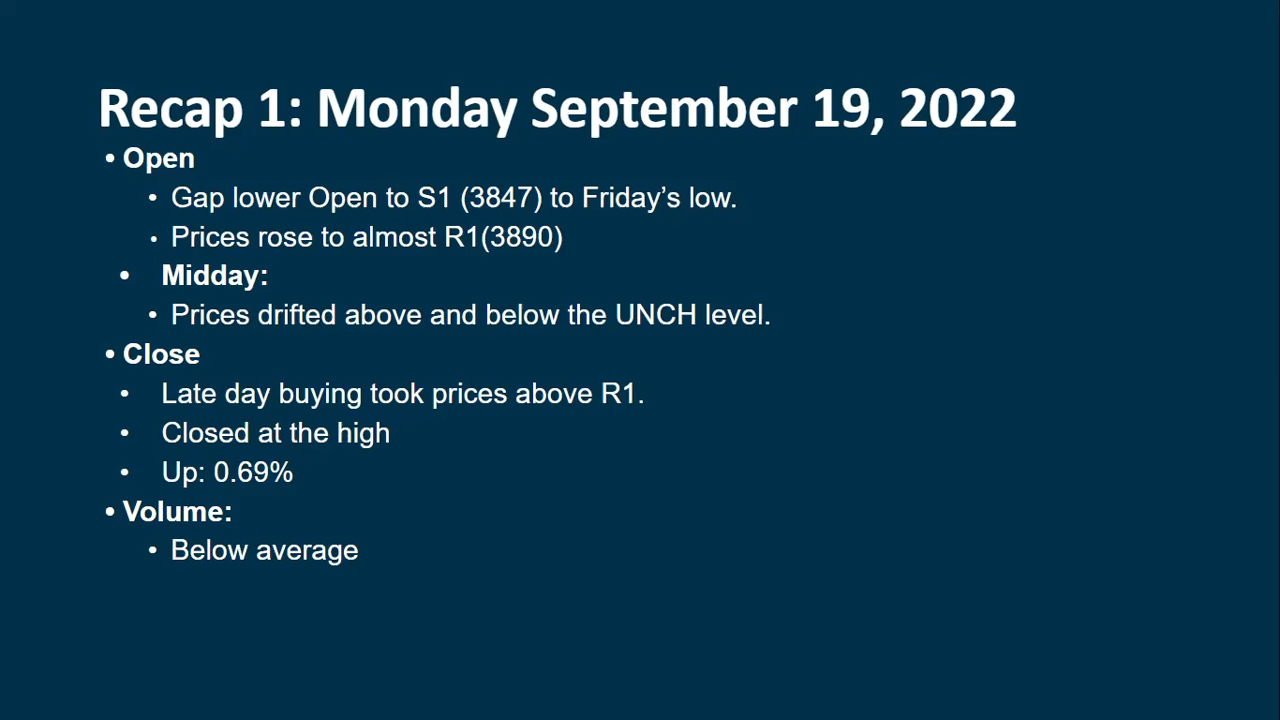 Recap 1: Monday September 19, 2022
• Open
• Gap lower Open to S1 (3847) to Friday’s low.
• Prices rose to almost R1(3890)
• Midday:
• Prices drifted above and below the UNCH level.
• Close
• Late day buying took prices above R1.
• Closed at the high
• Up: 0.69%
• Volume:
• Below average